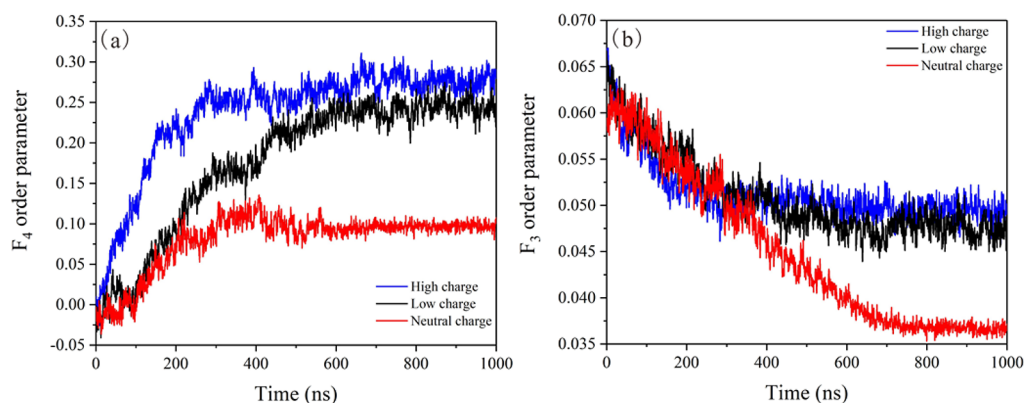 (a)
0.35
0.30
0.25
0.20
0.15
0.10
0.05
0.00
-0.05
F4 order parameter
High charge
Low charge
Neutral charge
0 200 400 600 800 1000
Time (ns)
(b)
0.070
0.065
0.060
0.055
0.050
0.045
0.040
0.035
F3 order parameter
High charge
Low charge
Neutral charge
0 200 400 600 800 1000
Time (ns)